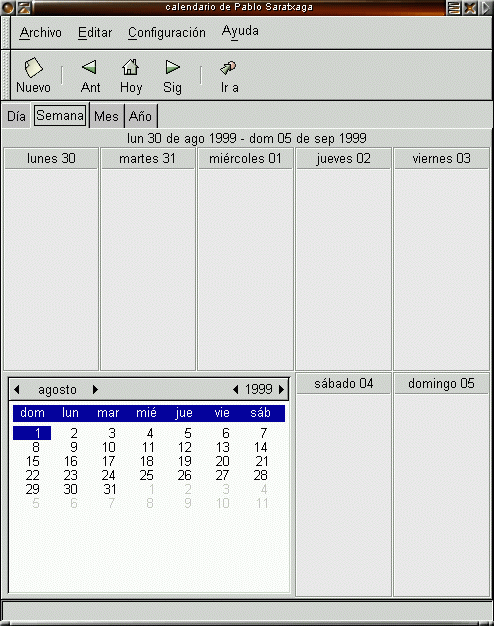 calendario de Pablo Saratxaga
Archivo Editar Configuración Ayuda
Nuevo Ant Hoy Sig Ir a
Día Semana Mes Año
lun 30 de ago 1999 - dom 05 de sep 1999
lunes 30 martes 31 miércoles 01 jueves 02 viernes 03
agosto 1999
dom lun mar mié jue vie sáb
1 2 3 4 5 6 7
8 9 10 11 12 13 14
15 16 17 18 19 20 21
22 23 24 25 26 27 28
29 30 31 1 2 3 4
5 6 7 8 9 10 11
sábado 04 domingo 05